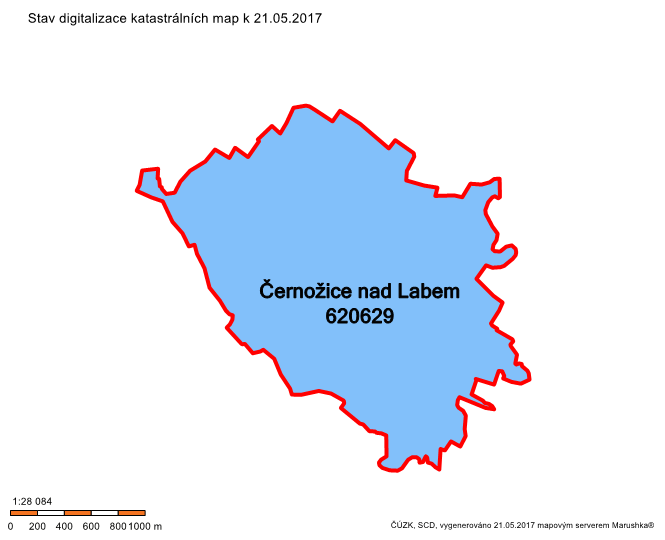 Stav digitalizace katastrálních map k 21.05.2017
Černožice nad Labem
620629
1:28 084
0 200 400 600 800 1000 m
ČÚZK, SCD, vygenerováno 21.05.2017 mapovým serverem Marushka®